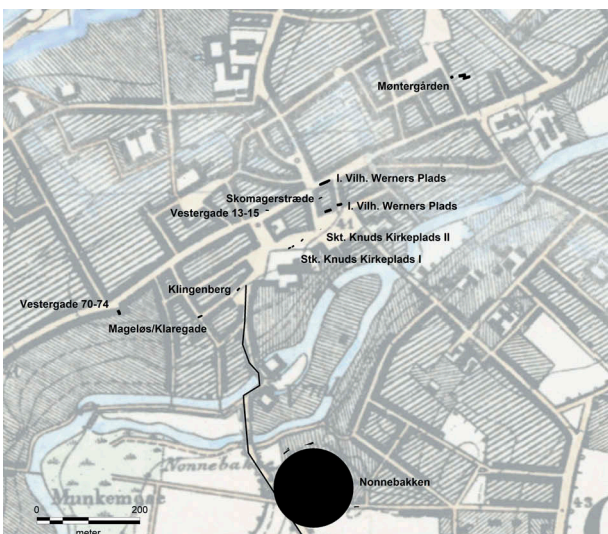 Møntergården
I. Vilh. Werners Plads
Skomagerstræde
I. Vilh. Werners Plads
Vestergade 13-15
Skt. Knuds Kirkeplads II
Stk. Knuds Kirkeplads I
Klingenberg
Vestergade 70-74
Mageløs/Klaregade
Nonnebakken
Nonnebakken
Munkemose
43
0 200
meter